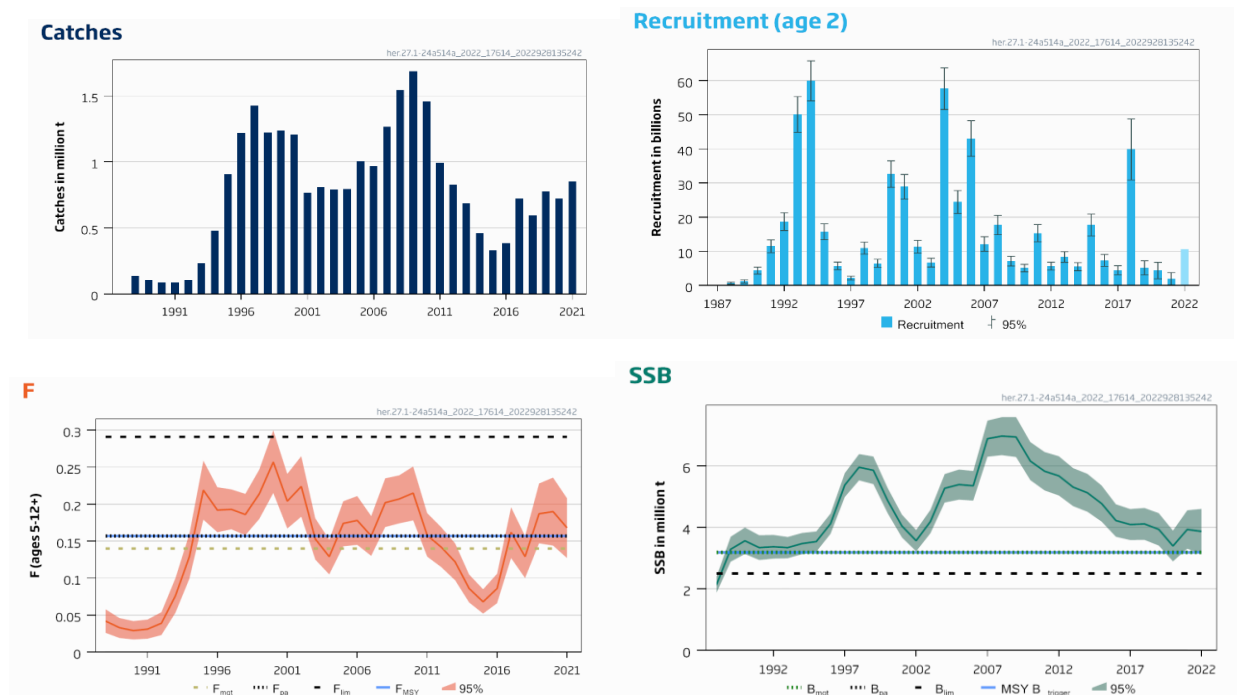 Catches
her.27.1-24a514a_2022_17614_2022928135242
Catches in million t
1.5
1
0.5
0
1991 1996 2001 2006 2011 2016 2021
Recruitment (age 2)
her.27.1-24a514a_2022_17614_2022928135242
Recruitment in billions
60
50
40
30
20
10
0
1987 1992 1997 2002 2007 2012 2017 2022
Recruitment 95%
F
her.27.1-24a514a_2022_17614_2022928135242
F (ages 5-12+)
0.3
0.25
0.2
0.15
0.1
0.05
0
1991 1996 2001 2006 2011 2016 2021
Fmgt Fpa Flim FMSY 95%
SSB
her.27.1-24a514a_2022_17614_2022928135242
SSB in million t
6
4
2
0
1992 1997 2002 2007 2012 2017 2022
Bmgt Bpa Blim MSY Btrigger 95%